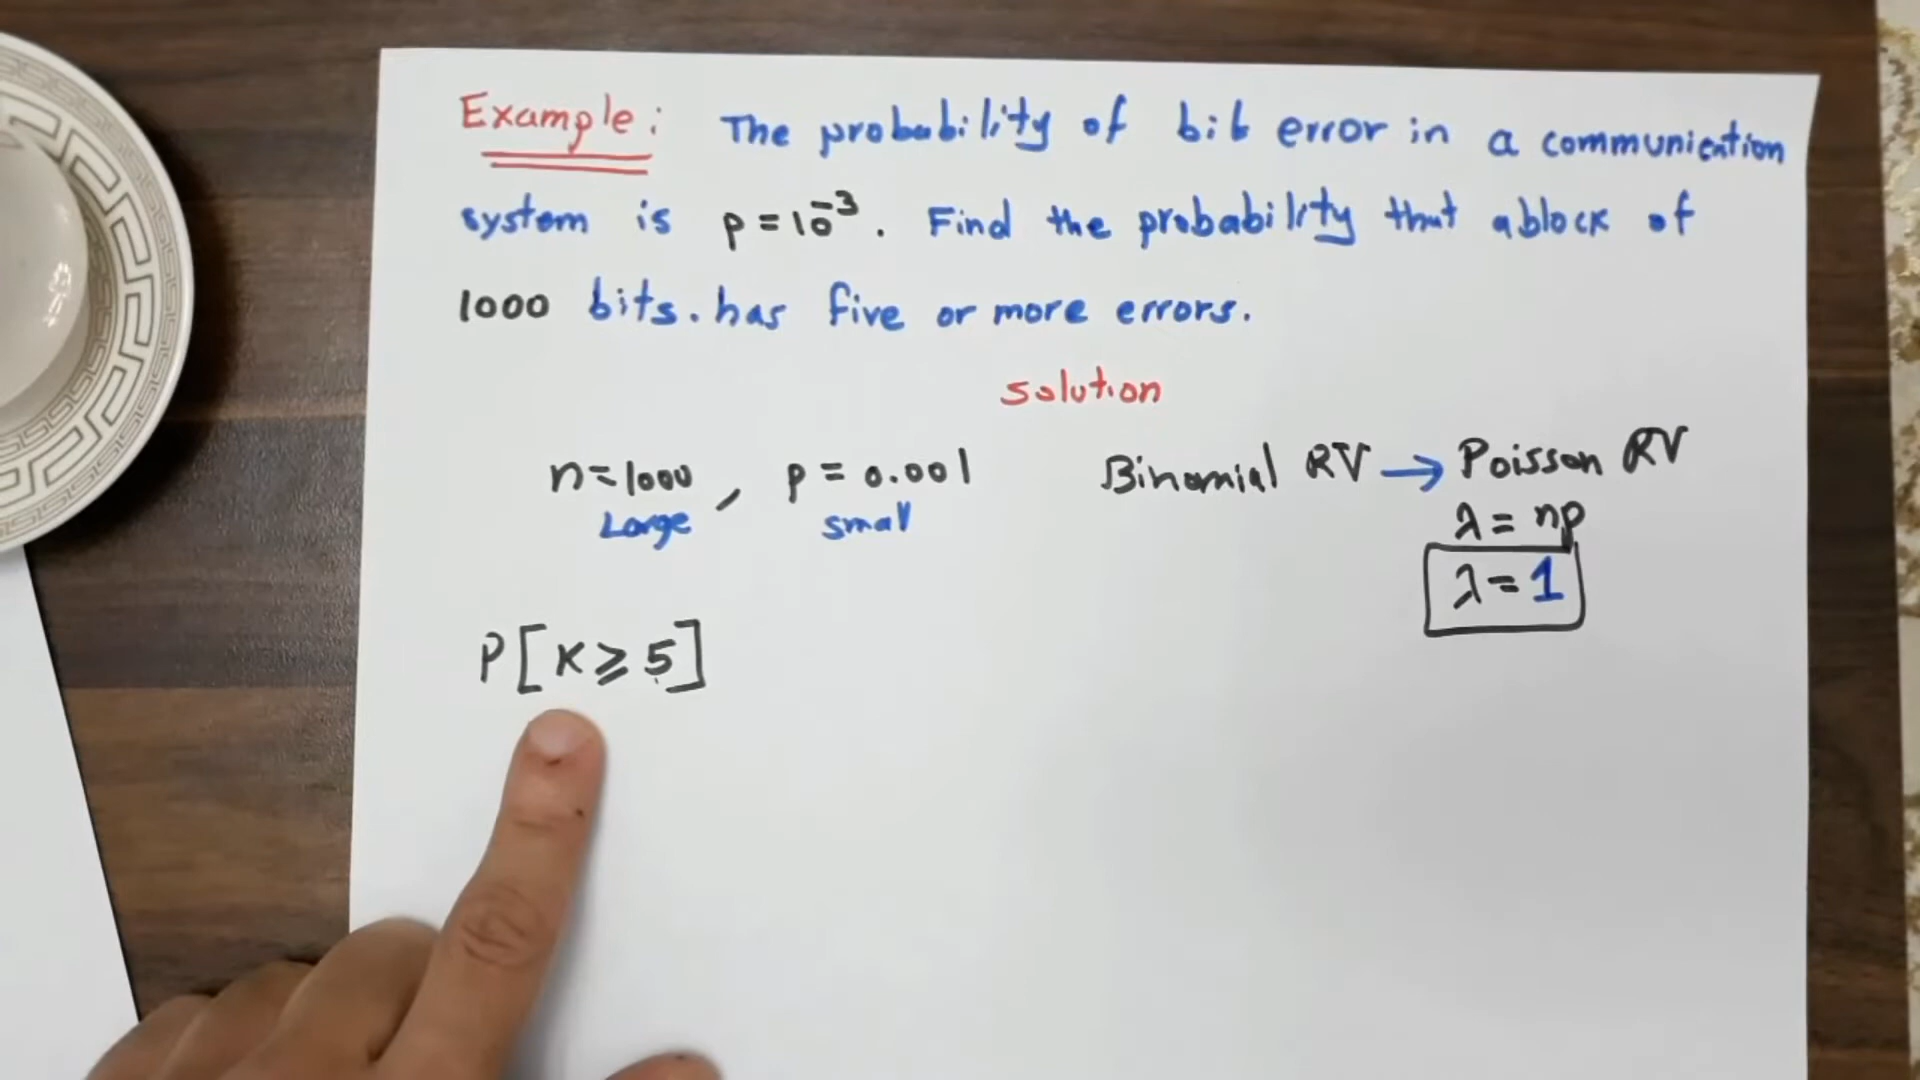 Example: The probability of bit error in a communication
system is p = 10⁻³. Find the probability that a block of
1000 bits. has five or more errors.
solution
n=1000, p = 0.001 Binomial RV → Poisson RV
Large small λ = np
λ = 1
P[K ≥ 5]